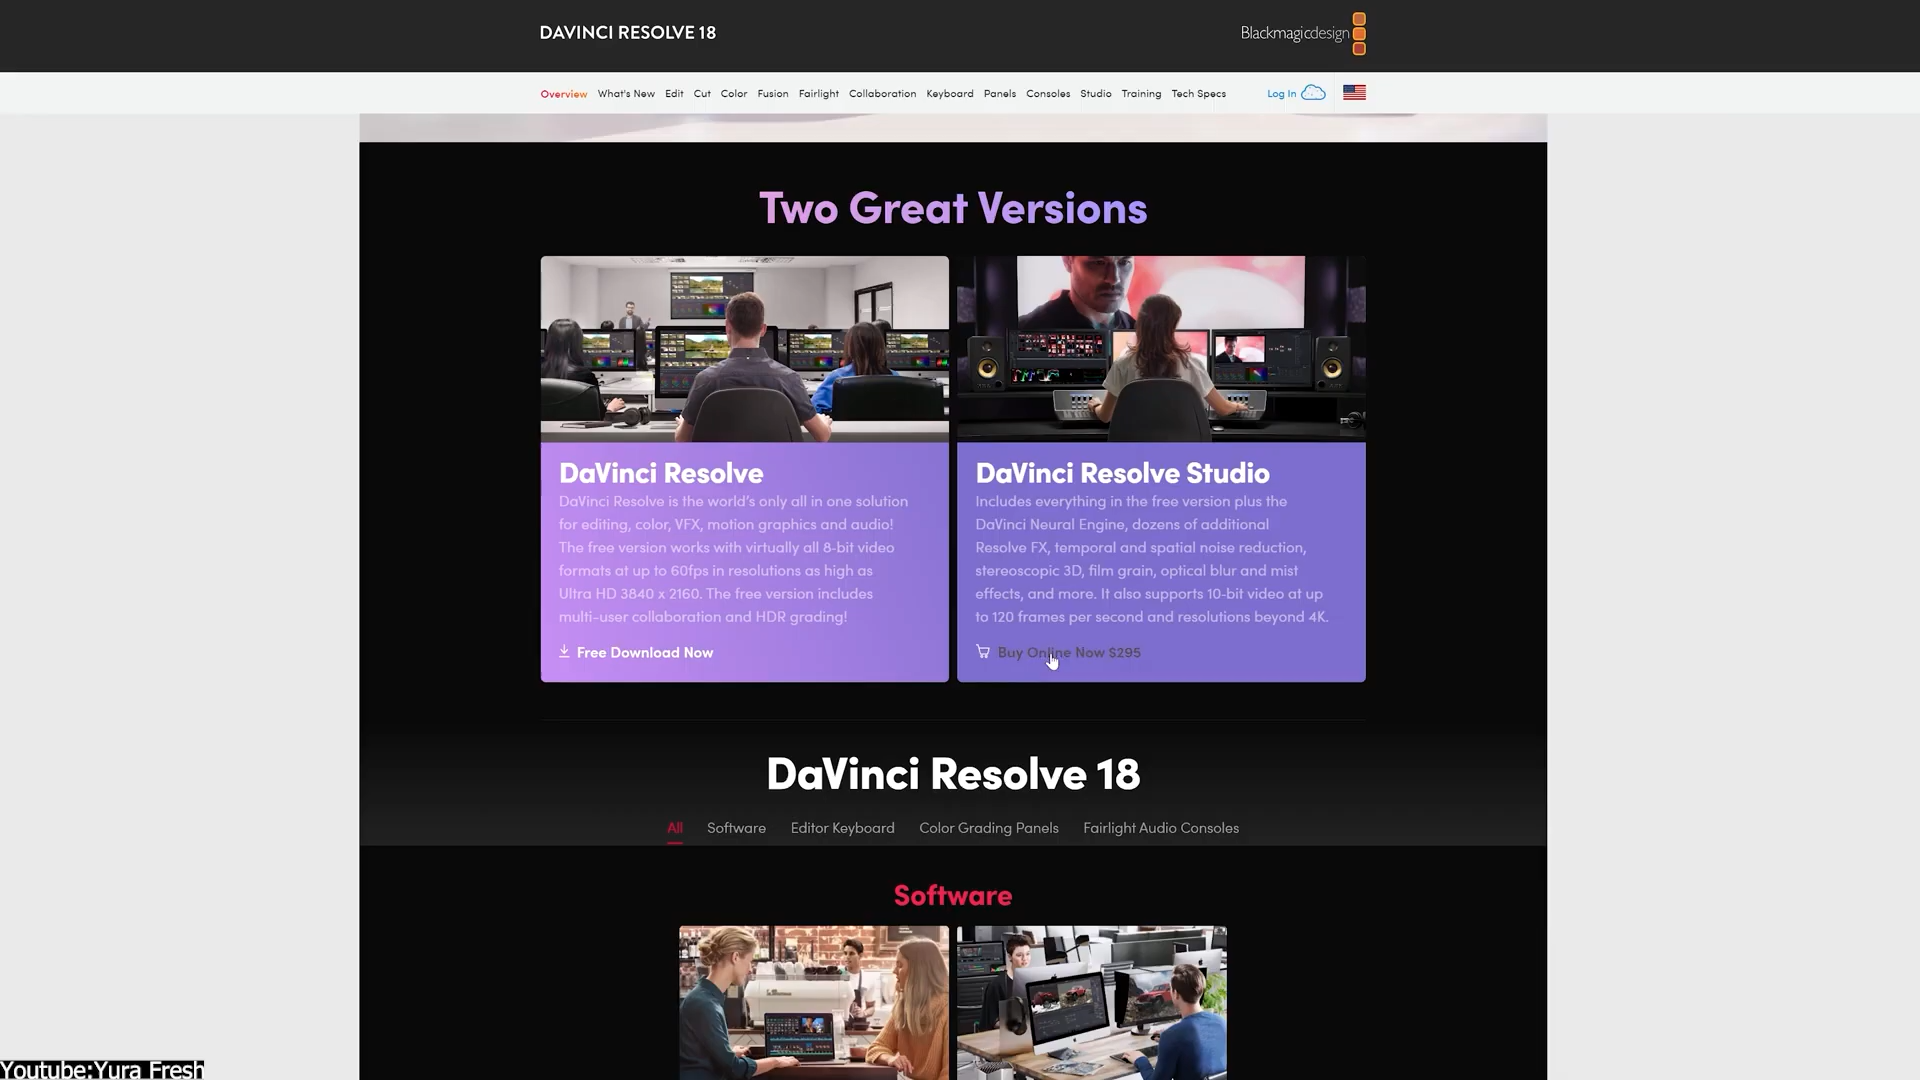 DAVINCI RESOLVE 18
Blackmagicdesign
Overview What's New Edit Cut Color Fusion Fairlight Collaboration Keyboard Panels Consoles Studio Training Tech Specs Log In
Two Great Versions
DaVinci Resolve
DaVinci Resolve is the world's only all in one solution
for editing, color, VFX, motion graphics and audio!
The free version works with virtually all 8-bit video
formats at up to 60fps in resolutions as high as
Ultra HD 3840 x 2160. The free version includes
multi-user collaboration and HDR grading!
Free Download Now
DaVinci Resolve Studio
Includes everything in the free version plus the
DaVinci Neural Engine, dozens of additional
Resolve FX, temporal and spatial noise reduction,
stereoscopic 3D, film grain, optical blur and mist
effects, and more. It also supports 10-bit video at up
to 120 frames per second and resolutions beyond 4K.
Buy Online Now $295
DaVinci Resolve 18
All Software Editor Keyboard Color Grading Panels Fairlight Audio Consoles
Software
Youtube:Yura Fresh